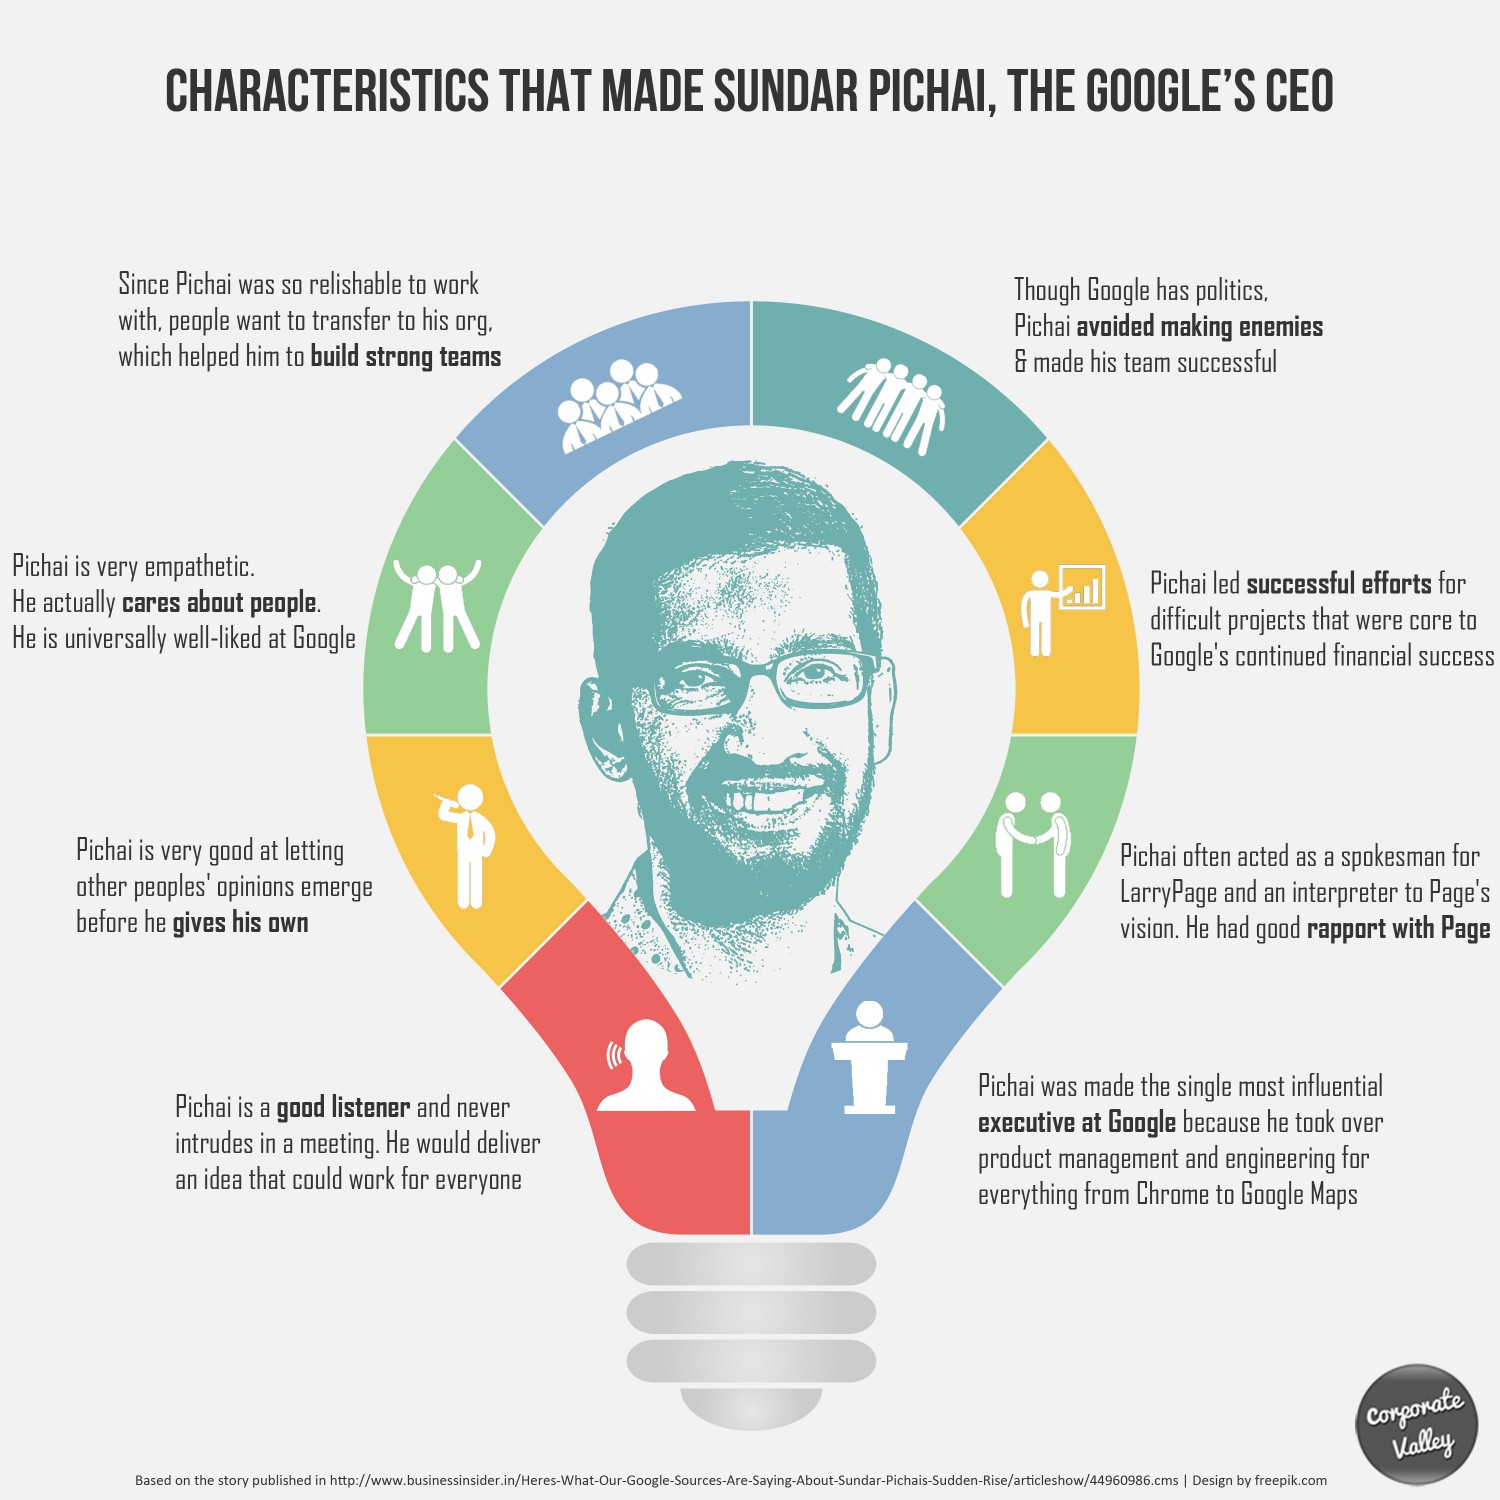 CHARACTERISTICS THAT MADE SUNDAR PICHAI, THE GOOGLE'S CEO
Since Pichai was so relishable to work
with, people want to transfer to his org,
which helped him to build strong teams
Though Google has politics,
Pichai avoided making enemies
& made his team successful
Pichai is very empathetic.
He actually cares about people.
He is universally well-liked at Google
Pichai led successful efforts for
difficult projects that were core to
Google's continued financial success
Pichai is very good at letting
other peoples' opinions emerge
before he gives his own
Pichai often acted as a spokesman for
LarryPage and an interpreter to Page's
vision. He had good rapport with Page
Pichai is a good listener and never
intrudes in a meeting. He would deliver
an idea that could work for everyone
Pichai was made the single most influential
executive at Google because he took over
product management and engineering for
everything from Chrome to Google Maps
Corporate
Valley
Based on the story published in http://www.businessinsider.in/Heres-What-Our-Google-Sources-Are-Saying-About-Sundar-Pichais-Sudden-Rise/articleshow/44960986.cms | Design by freepik.com